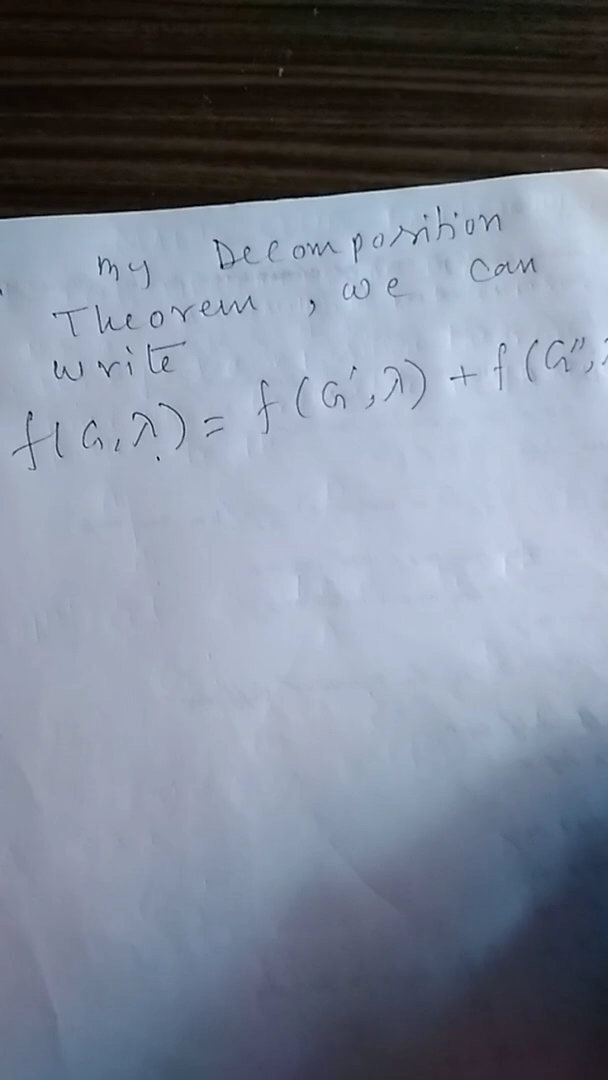 my Decomposition
Theorem, we can
write
f(G,λ) = f(G',λ) + f(G'',λ